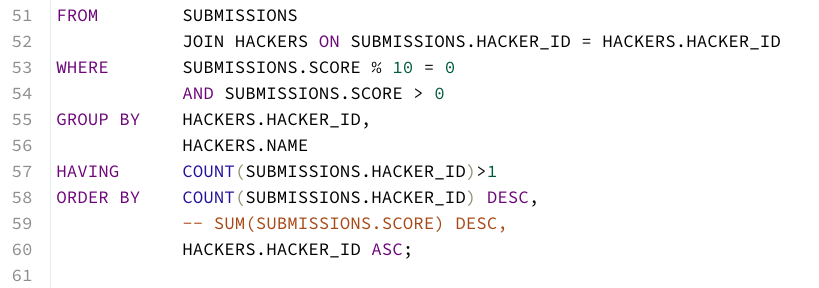 51 FROM        SUBMISSIONS
52             JOIN HACKERS ON SUBMISSIONS.HACKER_ID = HACKERS.HACKER_ID
53 WHERE       SUBMISSIONS.SCORE % 10 = 0
54             AND SUBMISSIONS.SCORE > 0
55 GROUP BY    HACKERS.HACKER_ID,
56             HACKERS.NAME
57 HAVING      COUNT(SUBMISSIONS.HACKER_ID)>1
58 ORDER BY    COUNT(SUBMISSIONS.HACKER_ID) DESC,
59             -- SUM(SUBMISSIONS.SCORE) DESC,
60             HACKERS.HACKER_ID ASC;
61